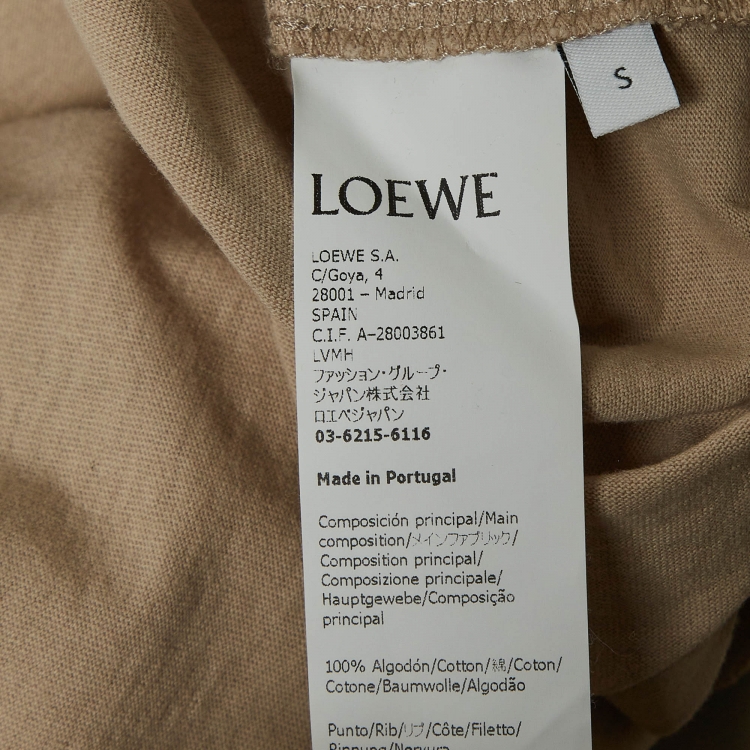 S
LOEWE
LOEWE S.A.
C/Goya, 4
28001 – Madrid
SPAIN
C.I.F. A-28003861
LVMH
ファッション・グループ・
ジャパン株式会社
ロエベジャパン
03-6215-6116
Made in Portugal
Composición principal/Main
composition/メインファブリック/
Composition principal/
Composizione principale/
Hauptgewebe/Composição
principal
100% Algodón/Cotton/綿/Coton/
Cotone/Baumwolle/Algodão
Punto/Rib/リブ/Côte/Filetto/